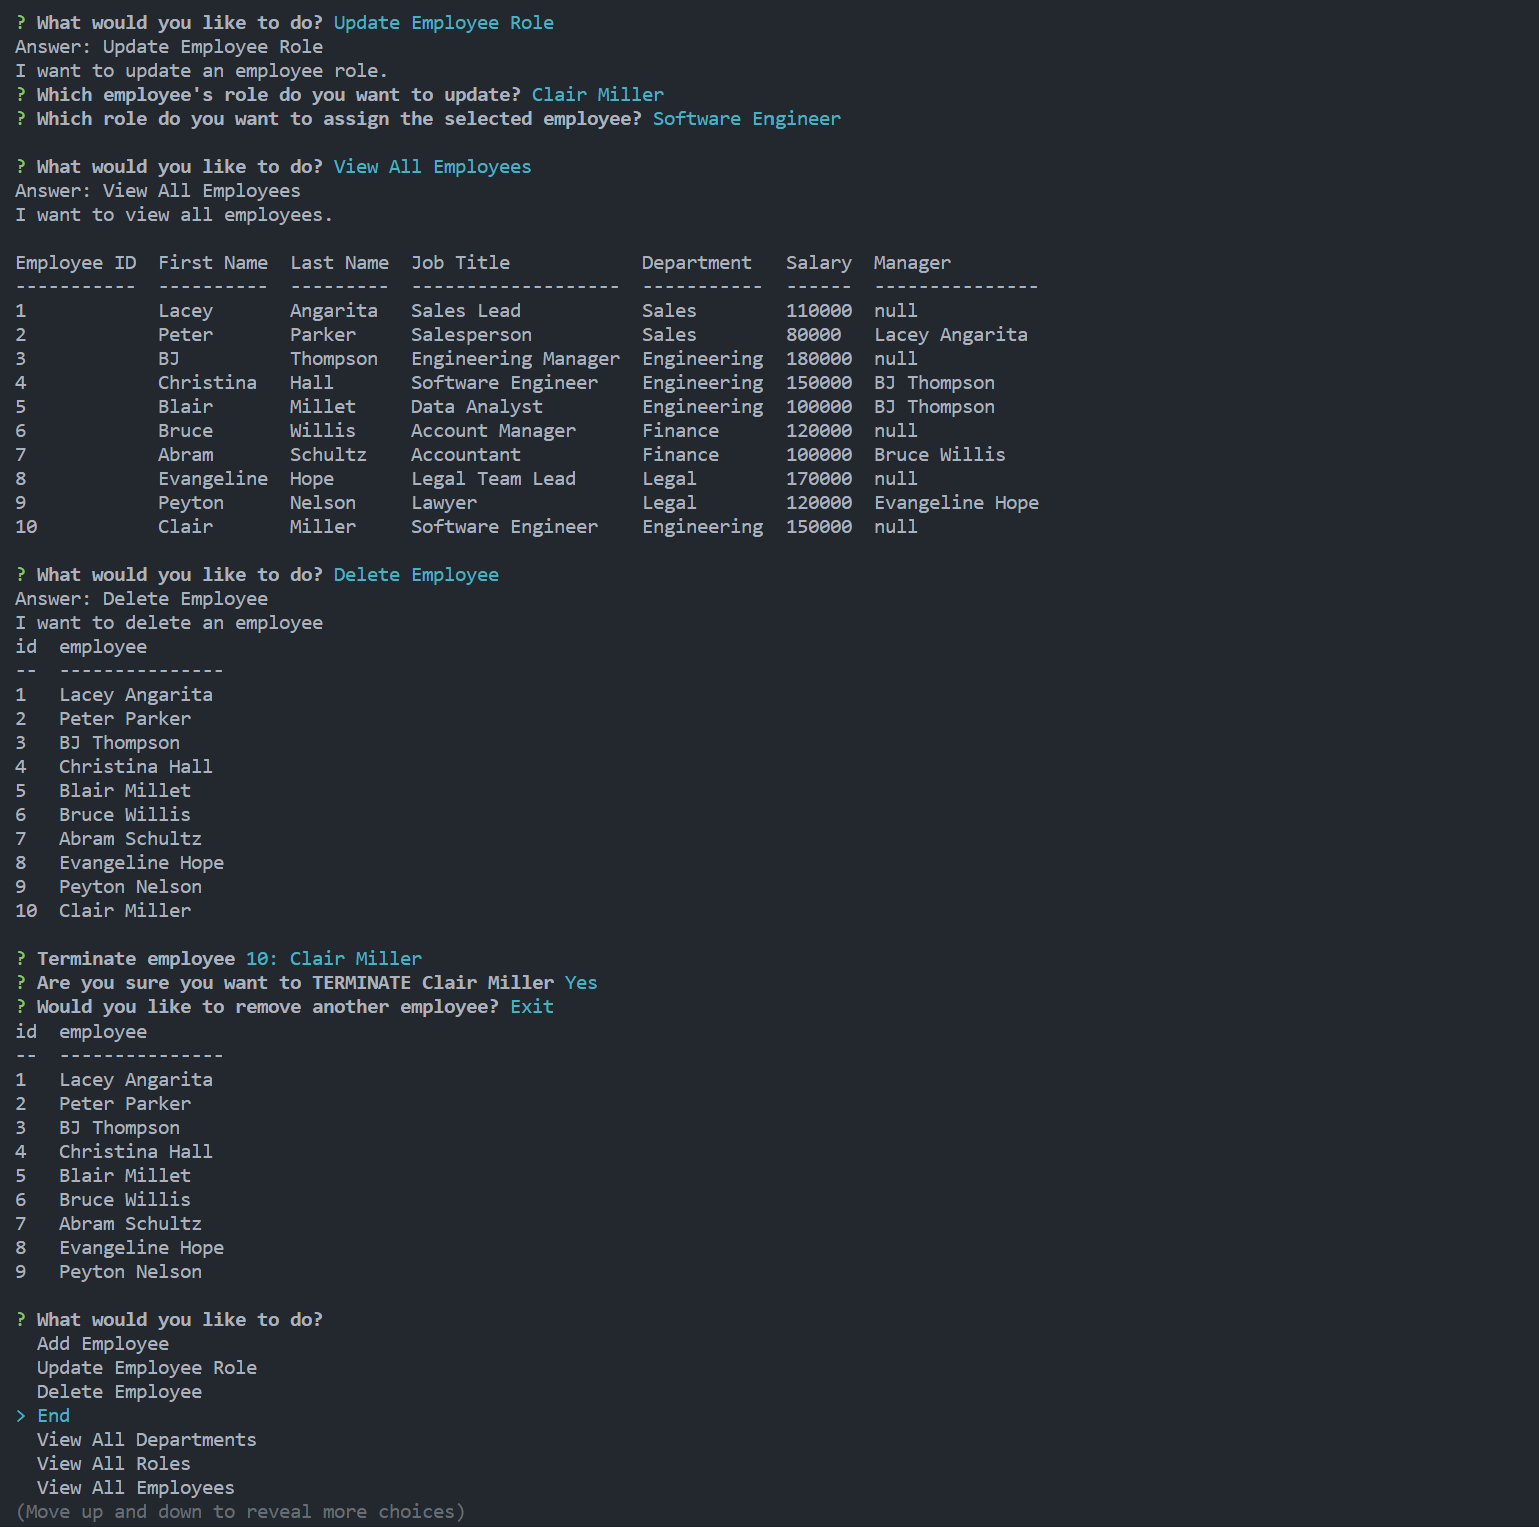 ? What would you like to do? Update Employee Role
Answer: Update Employee Role
I want to update an employee role.
? Which employee's role do you want to update? Clair Miller
? Which role do you want to assign the selected employee? Software Engineer
? What would you like to do? View All Employees
Answer: View All Employees
I want to view all employees.
Employee ID  First Name  Last Name  Job Title            Department   Salary  Manager
-----------  ----------  ---------  -------------------  -----------  ------  ---------------
1            Lacey       Angarita   Sales Lead           Sales        110000  null
2            Peter       Parker     Salesperson          Sales        80000   Lacey Angarita
3            BJ          Thompson   Engineering Manager  Engineering  180000  null
4            Christina   Hall       Software Engineer    Engineering  150000  BJ Thompson
5            Blair       Millet     Data Analyst         Engineering  100000  BJ Thompson
6            Bruce       Willis     Account Manager      Finance      120000  null
7            Abram       Schultz    Accountant           Finance      100000  Bruce Willis
8            Evangeline  Hope       Legal Team Lead      Legal        170000  null
9            Peyton      Nelson     Lawyer               Legal        120000  Evangeline Hope
10           Clair       Miller     Software Engineer    Engineering  150000  null
? What would you like to do? Delete Employee
Answer: Delete Employee
I want to delete an employee
id  employee
--  ---------------
1   Lacey Angarita
2   Peter Parker
3   BJ Thompson
4   Christina Hall
5   Blair Millet
6   Bruce Willis
7   Abram Schultz
8   Evangeline Hope
9   Peyton Nelson
10  Clair Miller
? Terminate employee 10: Clair Miller
? Are you sure you want to TERMINATE Clair Miller Yes
? Would you like to remove another employee? Exit
id  employee
--  ---------------
1   Lacey Angarita
2   Peter Parker
3   BJ Thompson
4   Christina Hall
5   Blair Millet
6   Bruce Willis
7   Abram Schultz
8   Evangeline Hope
9   Peyton Nelson
? What would you like to do?
  Add Employee
  Update Employee Role
  Delete Employee
> End
  View All Departments
  View All Roles
  View All Employees
(Move up and down to reveal more choices)